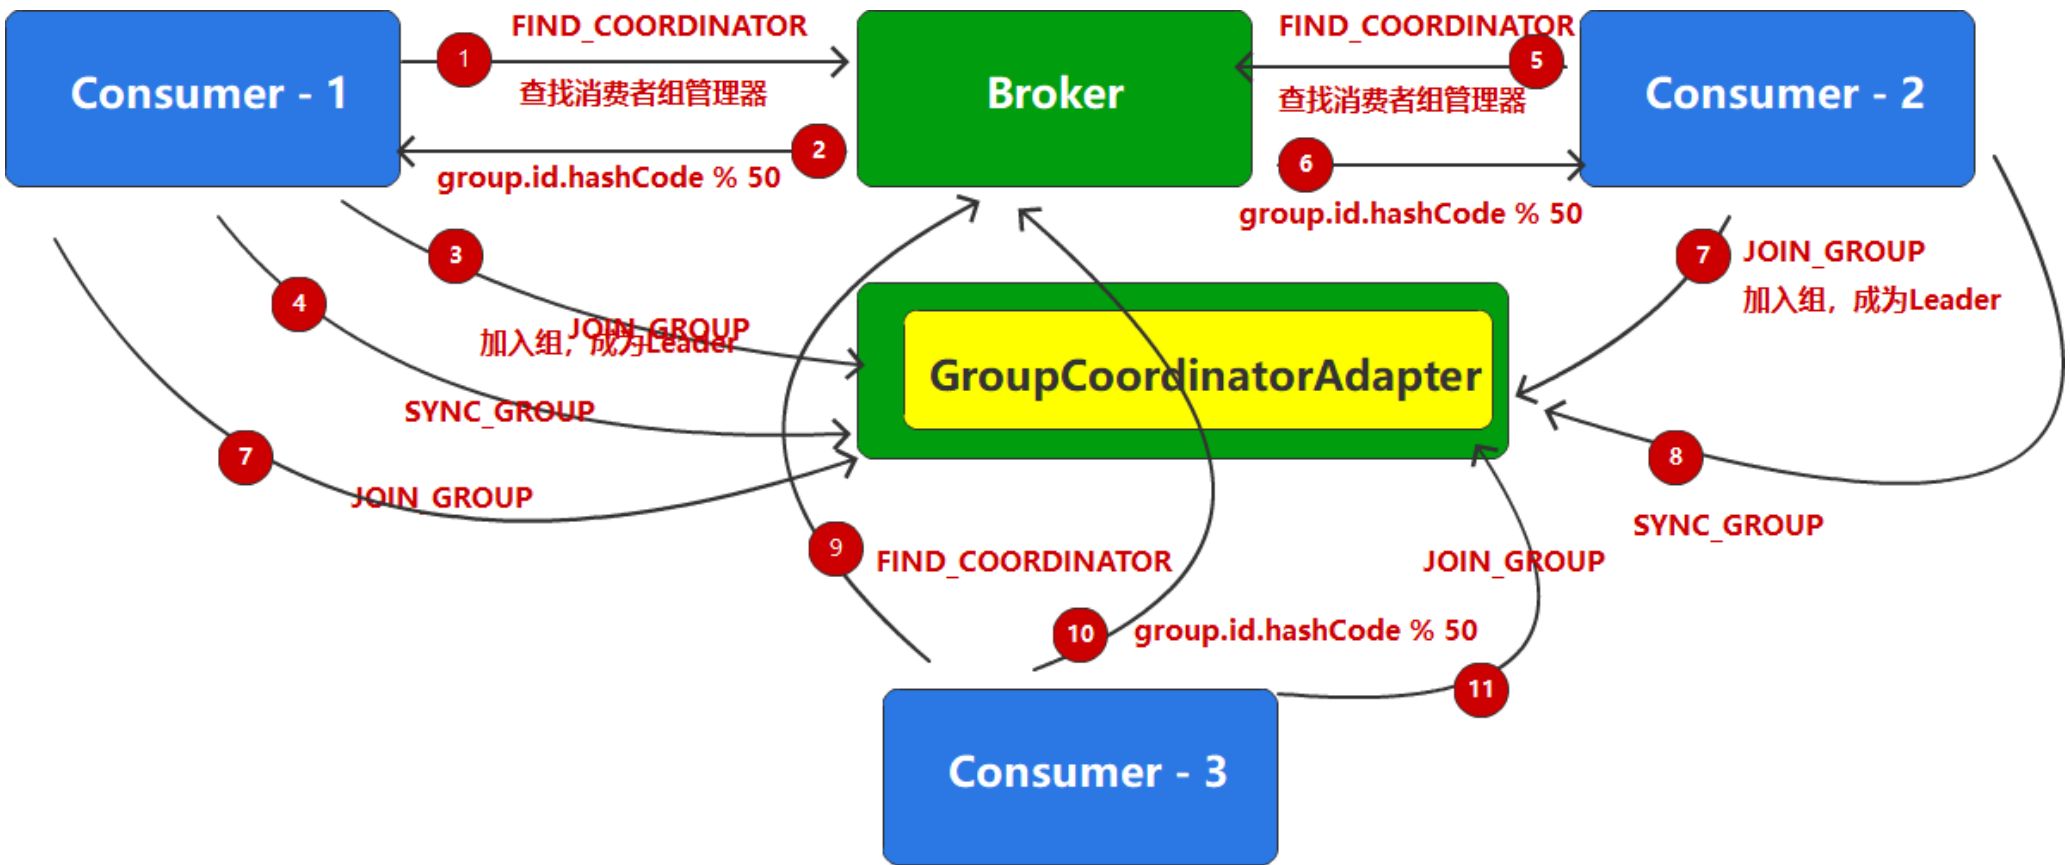 FIND_COORDINATOR
1
查找消费者组管理器
Consumer - 1
2
group.id.hashCode % 50
Broker
FIND_COORDINATOR
5
查找消费者组管理器
Consumer - 2
6
group.id.hashCode % 50
3
JOIN_GROUP
加入组，成为Leader
7
JOIN_GROUP
加入组，成为Leader
4
SYNC_GROUP
GroupCoordinatorAdapter
7
JOIN_GROUP
8
SYNC_GROUP
9
FIND_COORDINATOR
JOIN_GROUP
10
group.id.hashCode % 50
11
Consumer - 3